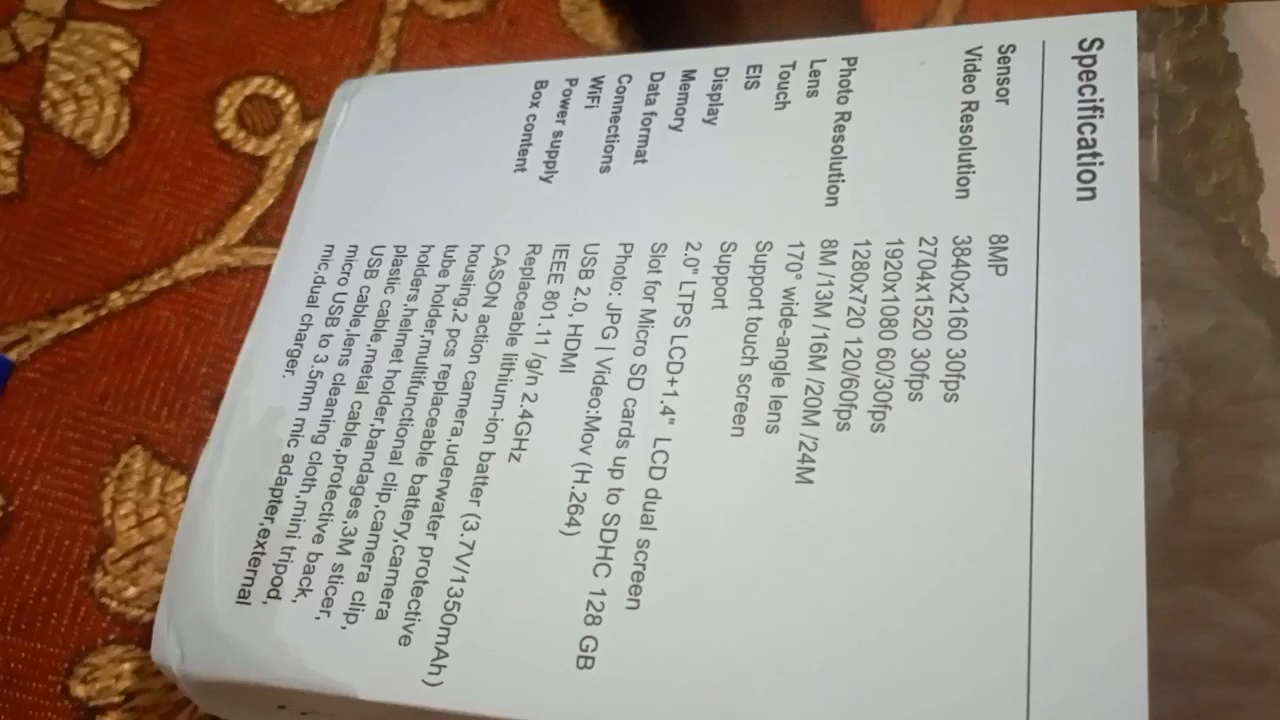 Specification
Sensor 8MP
Video Resolution 3840x2160 30fps
2704x1520 30fps
1920x1080 60/30fps
1280x720 120/60fps
Photo Resolution 8M /13M /16M /20M /24M
Lens 170° wide-angle lens
Touch Support touch screen
EIS Support
Display 2.0" LTPS LCD+1.4" LCD dual screen
Memory Slot for Micro SD cards up to SDHC 128 GB
Data format Photo: JPG | Video:Mov (H.264)
Connections USB 2.0, HDMI
WiFi IEEE 801.11 /g/n 2.4GHz
Power supply Replaceable lithium-ion batter (3.7V/1350mAh)
Box content CASON action camera,uderwater protective
housing,2 pcs replaceable battery,camera
tube holder,multifunctional clip,camera
holders,helmet holder,bandages,3M sticer,
plastic cable,metal cable,protective back,
USB cable,lens cleaning cloth,mini tripod,
micro USB to 3.5mm mic adapter,external
mic,dual charger.